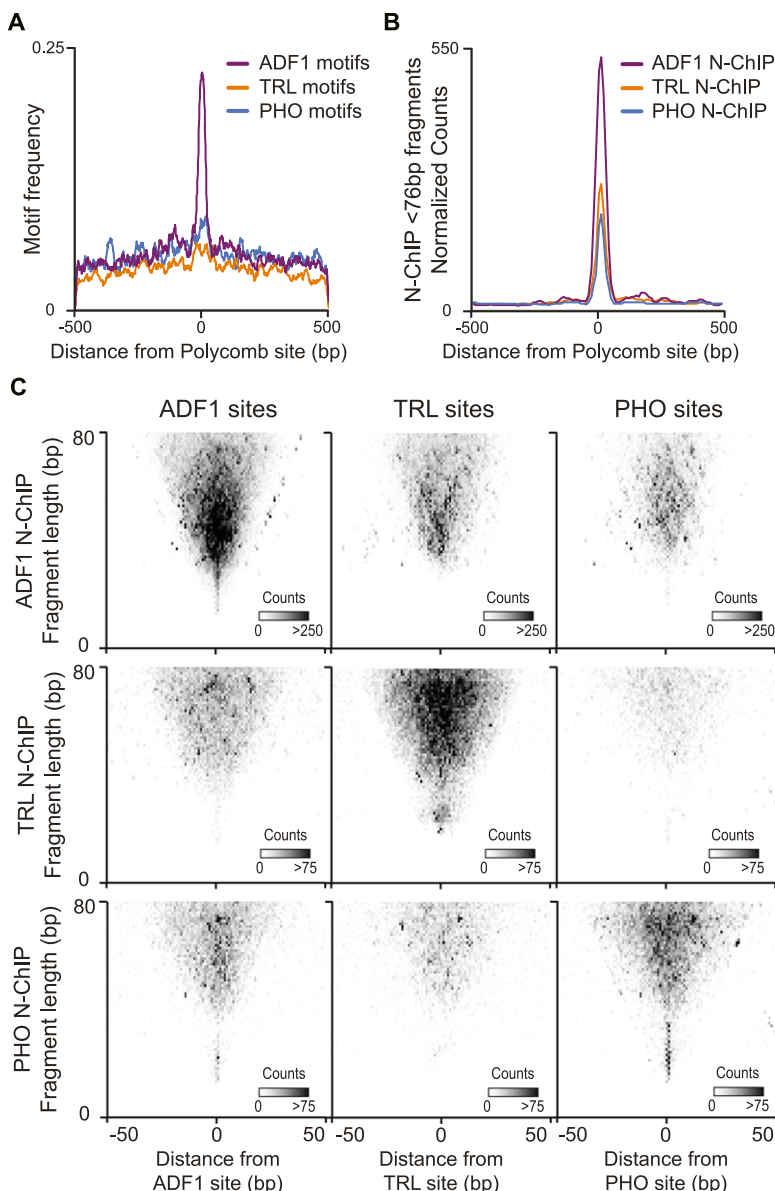 A
0.25
Motif frequency
0
ADF1 motifs
TRL motifs
PHO motifs
-500
0
500
Distance from Polycomb site (bp)
B
550
N-ChIP <76bp fragments
Normalized Counts
0
ADF1 N-ChIP
TRL N-ChIP
PHO N-ChIP
-500
0
500
Distance from Polycomb site (bp)
C
ADF1 sites
TRL sites
PHO sites
ADF1 N-ChIP
Fragment length (bp)
80
0
Counts
0 >250
Counts
0 >250
Counts
0 >250
TRL N-ChIP
Fragment length (bp)
80
0
Counts
0 >75
Counts
0 >75
Counts
0 >75
PHO N-ChIP
Fragment length (bp)
80
0
Counts
0 >75
Counts
0 >75
Counts
0 >75
-50 0 50
0 50
0 50
Distance from
ADF1 site (bp)
Distance from
TRL site (bp)
Distance from
PHO site (bp)